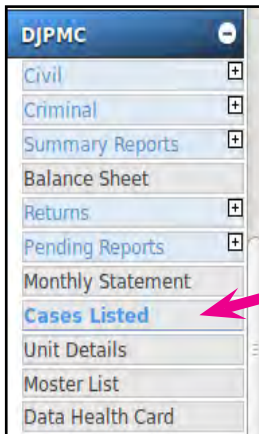 DJPMC
Civil
Criminal
Summary Reports
Balance Sheet
Returns
Pending Reports
Monthly Statement
Cases Listed
Unit Details
Moster List
Data Health Card